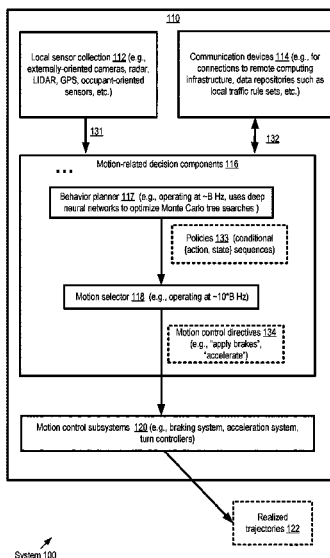 110
Local sensor collection 112 (e.g.,
externally-oriented cameras, radar,
LIDAR, GPS, occupant-oriented
sensors, etc.)
Communication devices 114 (e.g.,
for connections to remote computing
infrastructure, data repositories such as
local traffic rule sets, etc.)
131
132
Motion-related decision components 116
...
Behavior planner 117 (e.g., operating at ~B Hz, uses deep
neural networks to optimize Monte Carlo tree searches )
Policies 133 (conditional
{action, state} sequences)
Motion selector 118 (e.g., operating at ~10*B Hz)
Motion control directives 134
(e.g., “apply brakes”,
“accelerate”)
Motion control subsystems 120 (e.g., braking system, acceleration system,
turn controllers)
Realized
trajectories 122
System 100